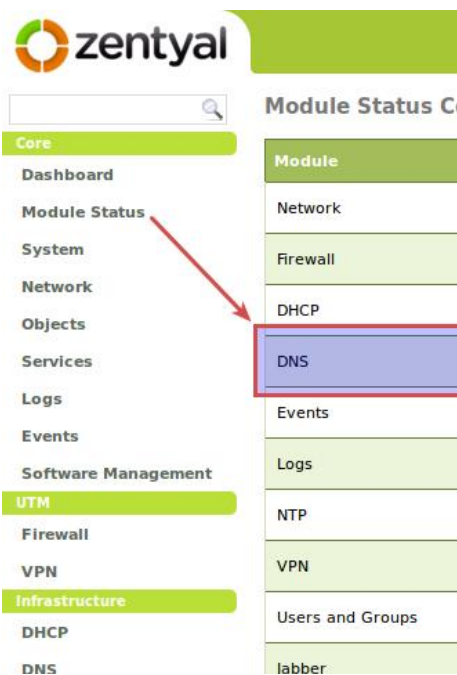 zentyal
Module Status C
Core
Dashboard
Module Status
System
Network
Objects
Services
Logs
Events
Software Management
UTM
Firewall
VPN
Infrastructure
DHCP
DNS
Module
Network
Firewall
DHCP
DNS
Events
Logs
NTP
VPN
Users and Groups
Jabber